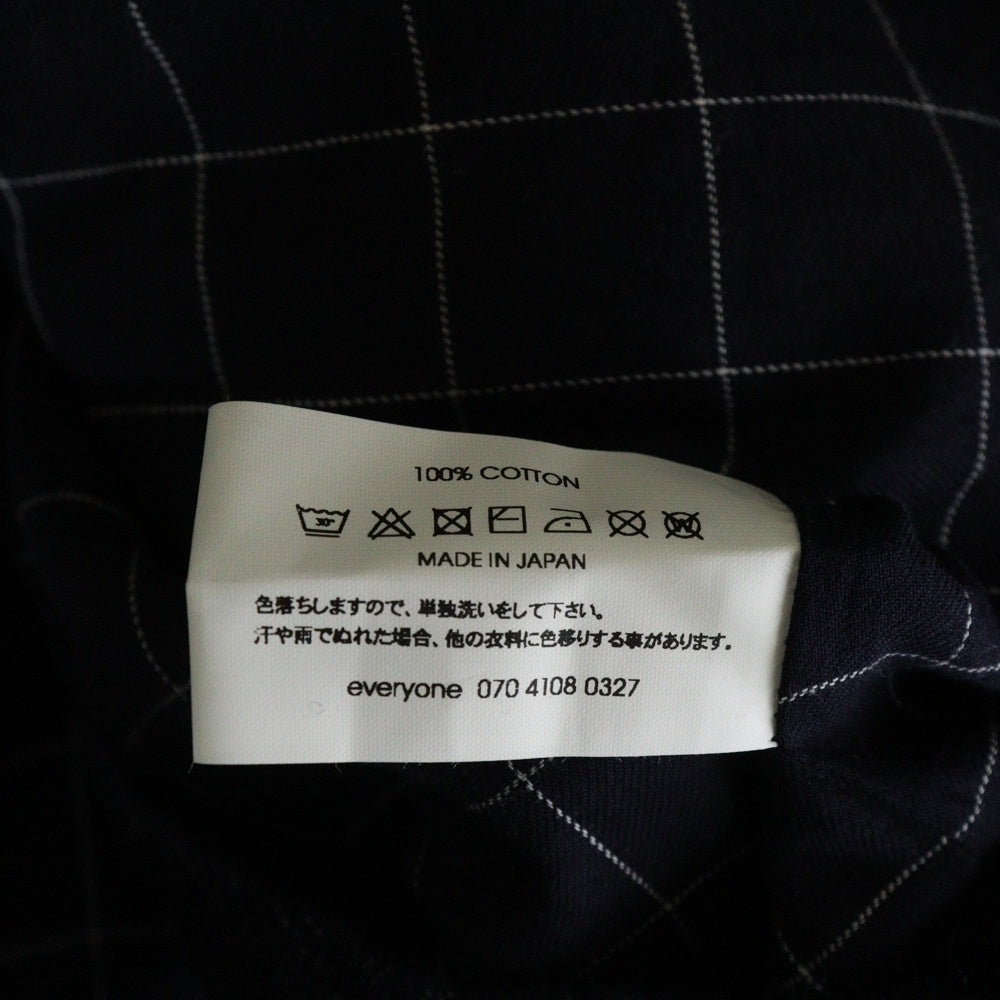 100% COTTON
30°
W
MADE IN JAPAN
色落ちしますので、単独洗いをして下さい。
汗や雨でぬれた場合、他の衣料に色移りする事があります。
everyone 070 4108 0327